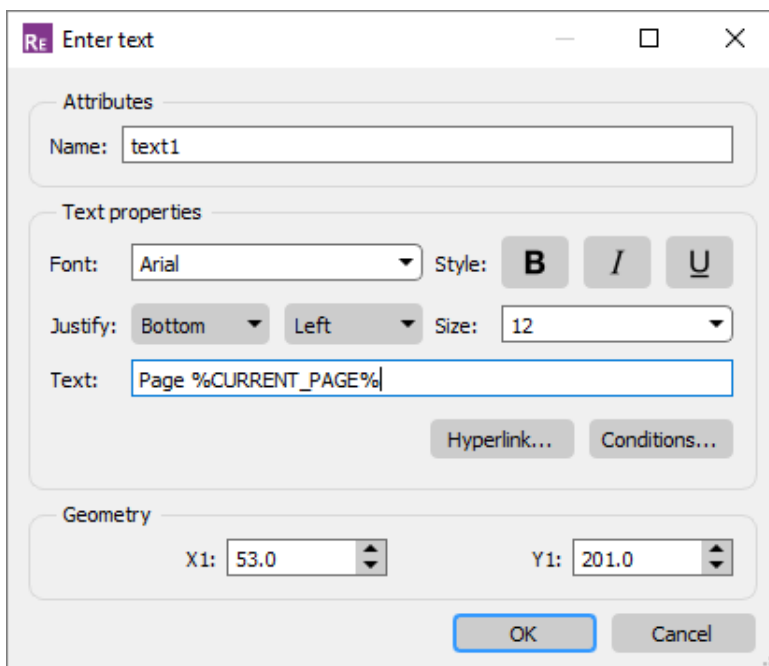 RE Enter text
Attributes
Name: text1
Text properties
Font: Arial Style: B I U
Justify: Bottom Left Size: 12
Text: Page %CURRENT_PAGE%
Hyperlink... Conditions...
Geometry
X1: 53.0 Y1: 201.0
OK Cancel